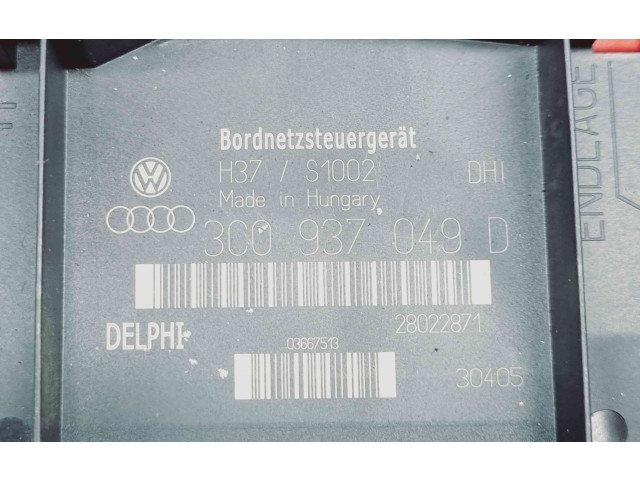 Bordnetzsteuergerät
H37 / S1002 DHI
Made in Hungary
3C0 937 049 D
DELPHI
28022871
03667513
30405
ENDLAGE